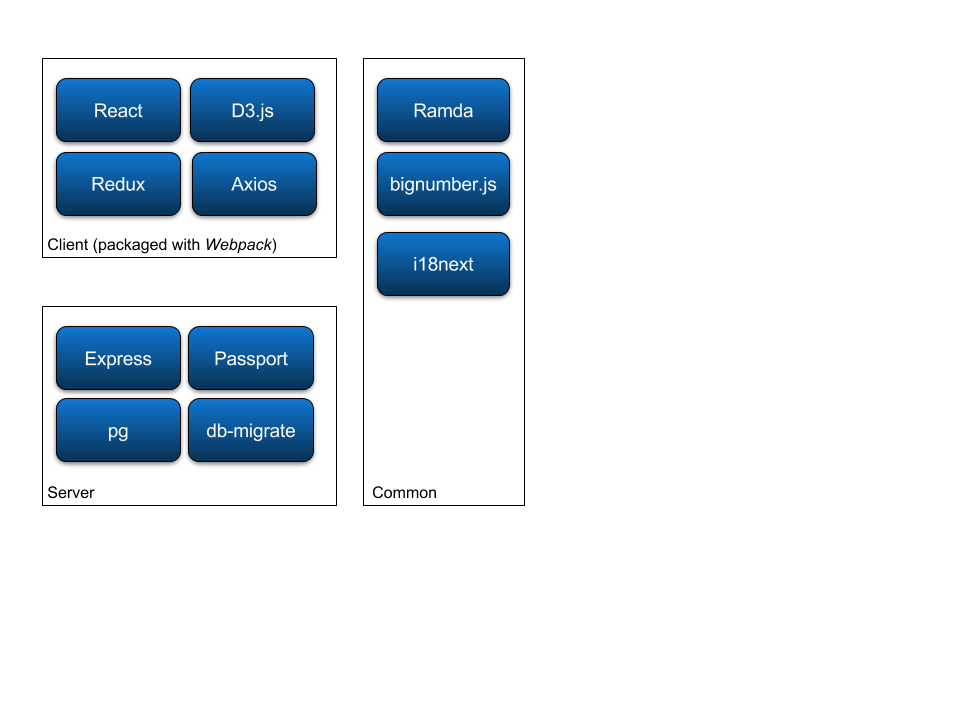 React
D3.js
Redux
Axios
Client (packaged with Webpack)
Express
Passport
pg
db-migrate
Server
Ramda
bignumber.js
i18next
Common